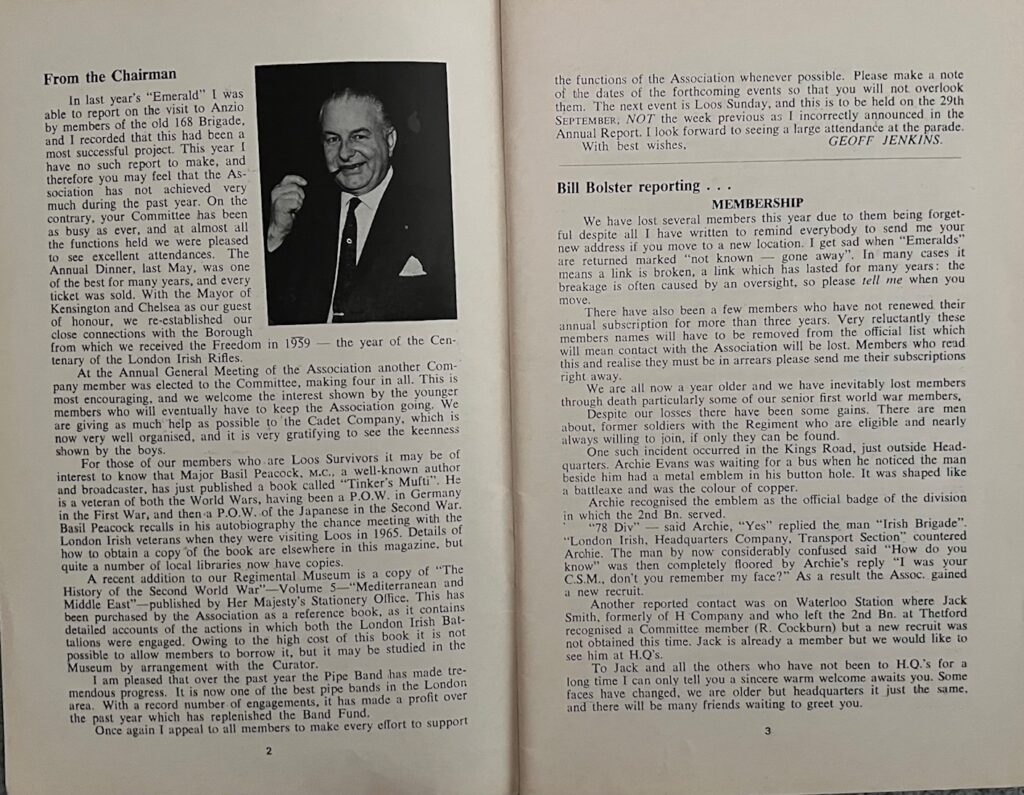 From the Chairman
In last year's "Emerald" I was
able to report on the visit to Anzio
by members of the old 168 Brigade,
and I recorded that this had been a
most successful project. This year I
have no such report to make, and
therefore you may feel that the As-
sociation has not achieved very
much during the past year. On the
contrary, your Committee has been
as busy as ever, and at almost all
the functions held we were pleased
to see excellent attendances. The
Annual Dinner, last May, was one
of the best for many years, and every
ticket was sold. With the Mayor of
Kensington and Chelsea as our guest
of honour, we re-established our
close connections with the Borough
from which we received the Freedom in 1959 — the year of the Cen-
tenary of the London Irish Rifles.
At the Annual General Meeting of the Association another Com-
pany member was elected to the Committee, making four in all. This is
most encouraging, and we welcome the interest shown by the younger
members who will eventually have to keep the Association going. We
are giving as much help as possible to the Cadet Company, which is
now very well organised, and it is very gratifying to see the keenness
shown by the boys.
For those of our members who are Loos Survivors it may be of
interest to know that Major Basil Peacock, M.C., a well-known author
and broadcaster, has just published a book called "Tinker's Mufti". He
is a veteran of both the World Wars, having been a P.O.W. in Germany
in the First War, and then a P.O.W. of the Japanese in the Second War.
Basil Peacock recalls in his autobiography the chance meeting with the
London Irish veterans when they were visiting Loos in 1965. Details of
how to obtain a copy of the book are elsewhere in this magazine, but
quite a number of local libraries now have copies.
A recent addition to our Regimental Museum is a copy of "The
History of the Second World War"—Volume 5—"Mediterranean and
Middle East"—published by Her Majesty's Stationery Office. This has
been purchased by the Association as a reference book, as it contains
detailed accounts of the actions in which both the London Irish Bat-
talions were engaged. Owing to the high cost of this book it is not
possible to allow members to borrow it, but it may be studied in the
Museum by arrangement with the Curator.
I am pleased that over the past year the Pipe Band has made tre-
mendous progress. It is now one of the best pipe bands in the London
area. With a record number of engagements, it has made a profit over
the past year which has replenished the Band Fund.
Once again I appeal to all members to make every effort to support
2
the functions of the Association whenever possible. Please make a note
of the dates of the forthcoming events so that you will not overlook
them. The next event is Loos Sunday, and this is to be held on the 29th
SEPTEMBER, NOT the week previous as I incorrectly announced in the
Annual Report. I look forward to seeing a large attendance at the parade.
With best wishes, GEOFF JENKINS.
Bill Bolster reporting . . .
MEMBERSHIP
We have lost several members this year due to them being forget-
ful despite all I have written to remind everybody to send me your
new address if you move to a new location. I get sad when "Emeralds"
are returned marked "not known — gone away". In many cases it
means a link is broken, a link which has lasted for many years: the
breakage is often caused by an oversight, so please tell me when you
move.
There have also been a few members who have not renewed their
annual subscription for more than three years. Very reluctantly these
members names will have to be removed from the official list which
will mean contact with the Association will be lost. Members who read
this and realise they must be in arrears please send me their subscriptions
right away.
We are all now a year older and we have inevitably lost members
through death particularly some of our senior first world war members.
Despite our losses there have been some gains. There are men
about, former soldiers with the Regiment who are eligible and nearly
always willing to join, if only they can be found.
One such incident occurred in the Kings Road, just outside Head-
quarters. Archie Evans was waiting for a bus when he noticed the man
beside him had a metal emblem in his button hole. It was shaped like
a battleaxe and was the colour of copper.
Archie recognised the emblem as the official badge of the division
in which the 2nd Bn. served.
"78 Div" — said Archie, "Yes" replied the man "Irish Brigade".
"London Irish, Headquarters Company, Transport Section" countered
Archie. The man by now considerably confused said "How do you
know" was then completely floored by Archie's reply "I was your
C.S.M., don't you remember my face?" As a result the Assoc. gained
a new recruit.
Another reported contact was on Waterloo Station where Jack
Smith, formerly of H Company and who left the 2nd Bn. at Thetford
recognised a Committee member (R. Cockburn) but a new recruit was
not obtained this time. Jack is already a member but we would like to
see him at H.Q's.
To Jack and all the others who have not been to H.Q.'s for a
long time I can only tell you a sincere warm welcome awaits you. Some
faces have changed, we are older but headquarters it just the same,
and there will be many friends waiting to greet you.
3